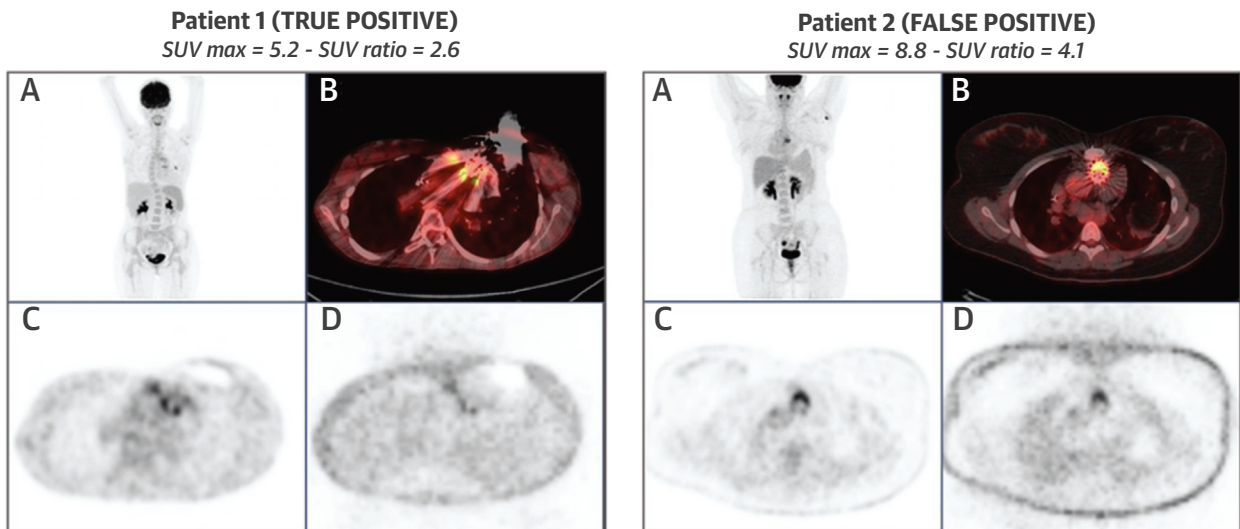 Patient 1 (TRUE POSITIVE)
SUV max = 5.2 - SUV ratio = 2.6
A
B
C
D
Patient 2 (FALSE POSITIVE)
SUV max = 8.8 - SUV ratio = 4.1
A
B
C
D